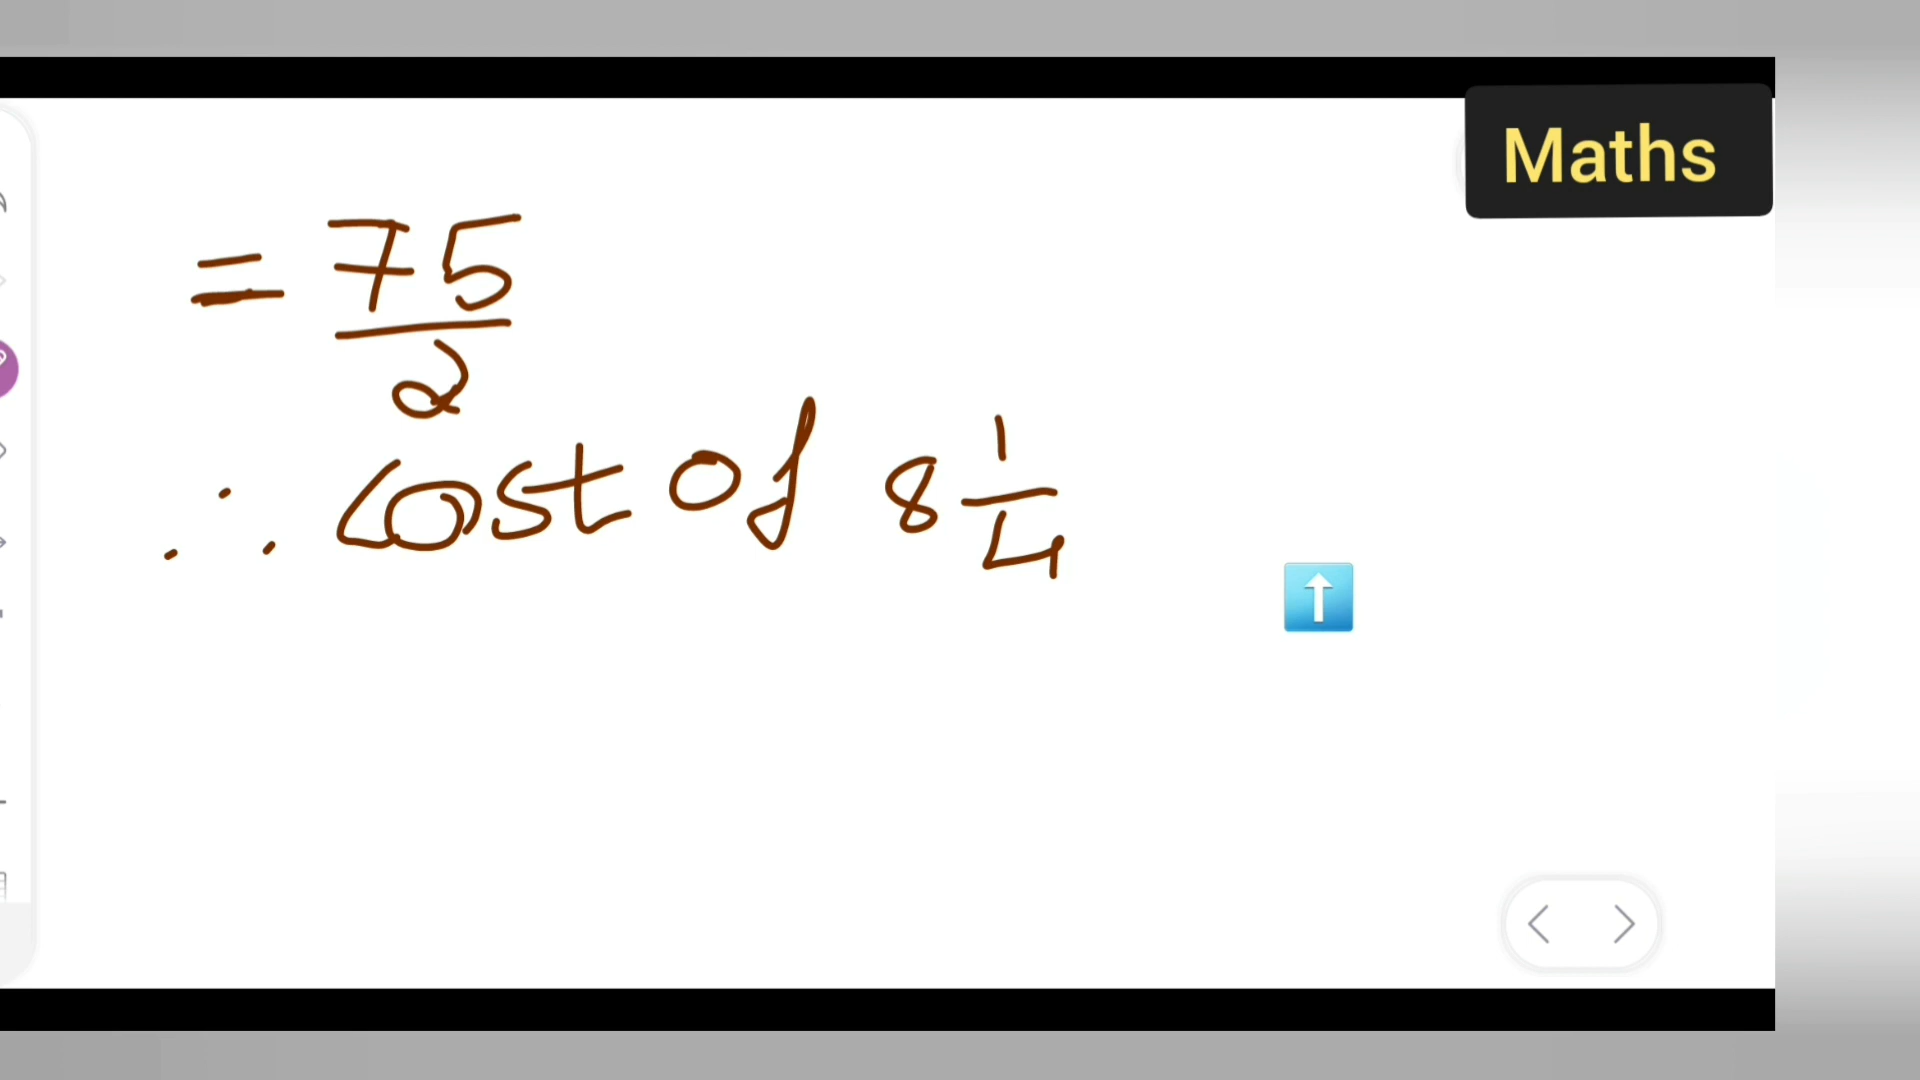 Maths
= 75/2
∴ Cost of 8 1/4